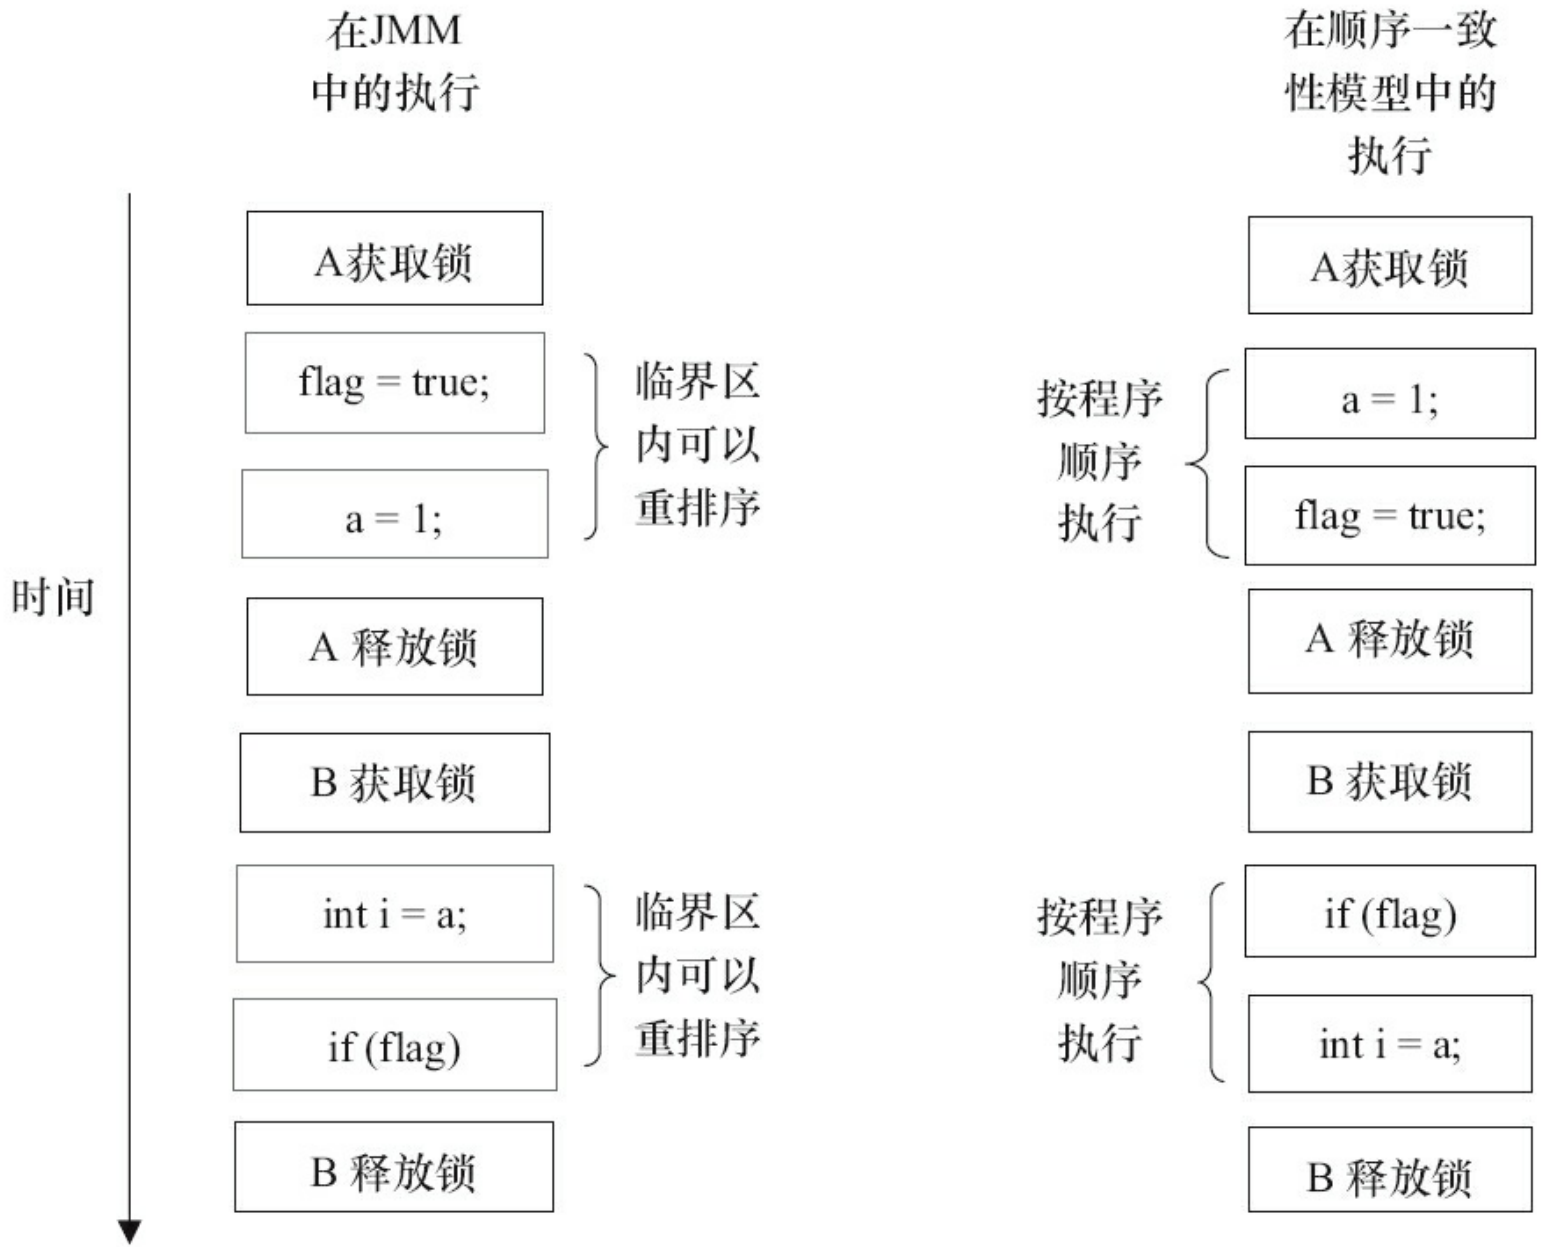 在JMM
中的执行
在顺序一致
性模型中的
执行
时间
A获取锁
flag = true;
a = 1;
临界区
内可以
重排序
A 释放锁
B 获取锁
int i = a;
if (flag)
临界区
内可以
重排序
B 释放锁
A获取锁
按程序
顺序
执行
a = 1;
flag = true;
A 释放锁
B 获取锁
按程序
顺序
执行
if (flag)
int i = a;
B 释放锁